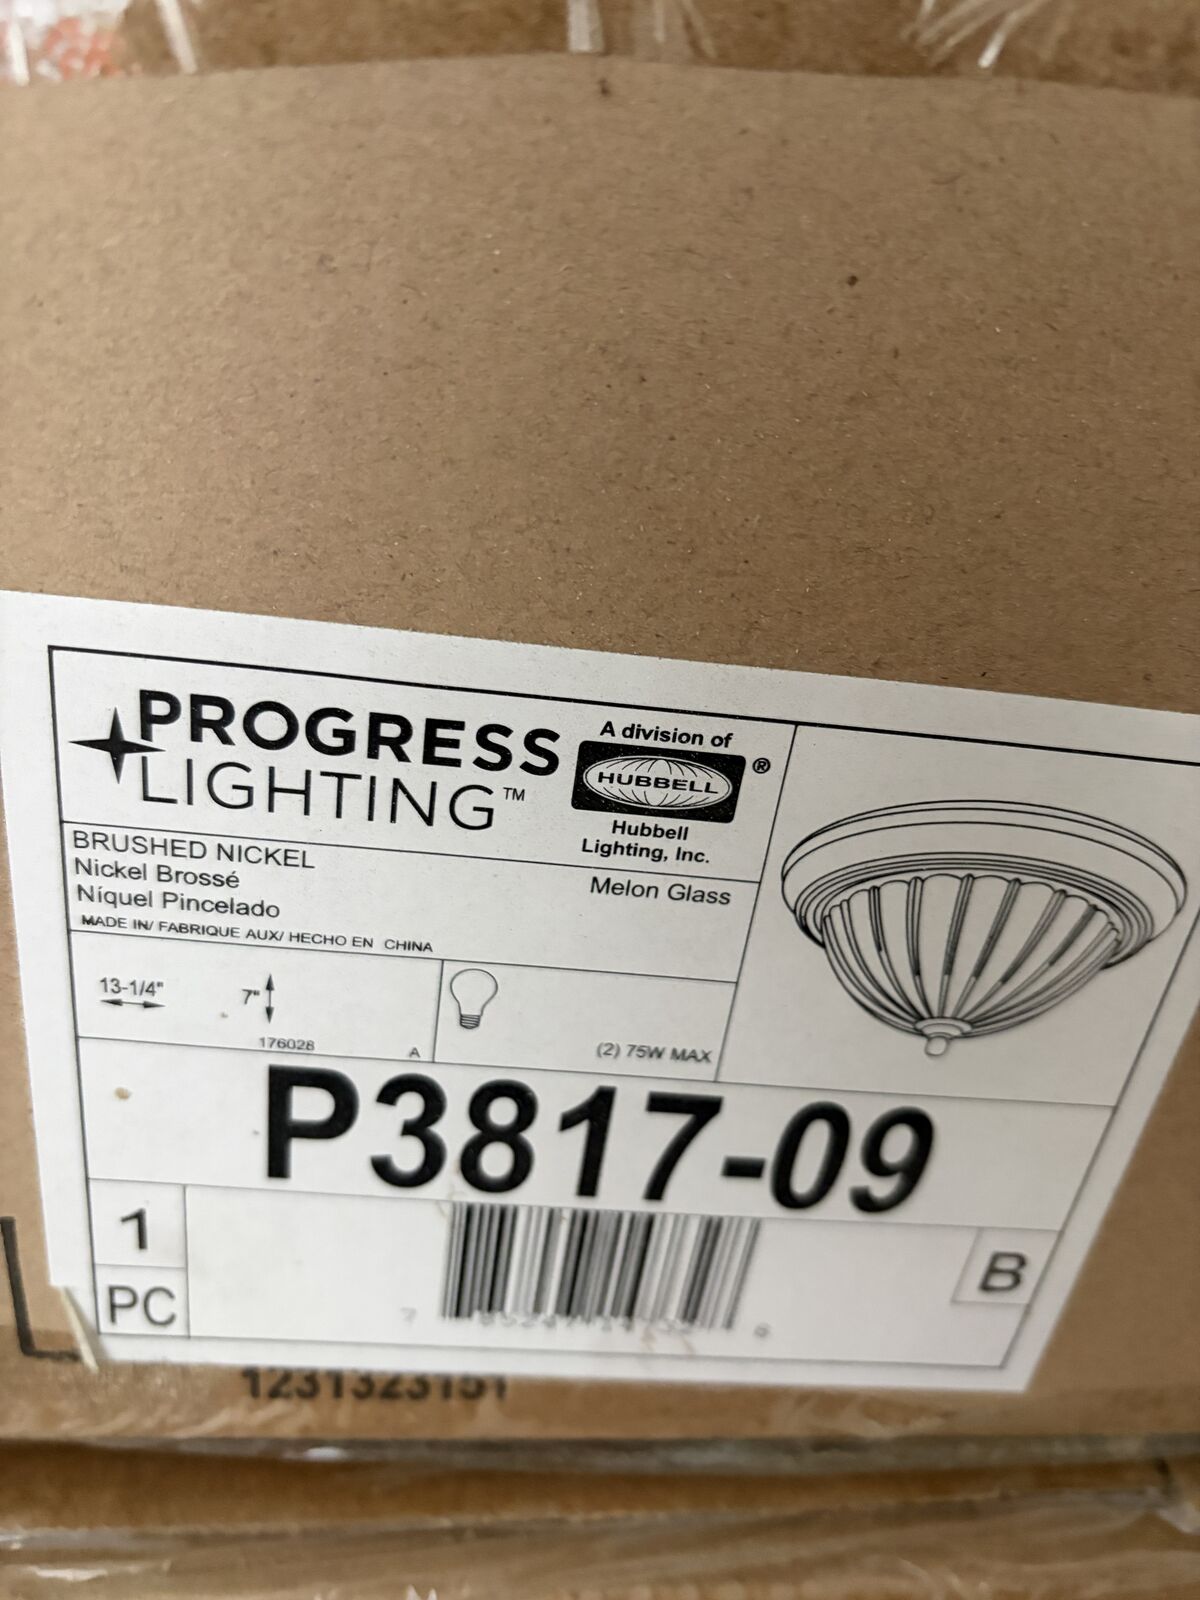 PROGRESS
LIGHTING™
A division of
HUBBELL ®
Hubbell
Lighting, Inc.
BRUSHED NICKEL
Nickel Brossé
Níquel Pincelado
Melon Glass
MADE IN/ FABRIQUE AUX/ HECHO EN CHINA
13-1/4"
7"
176028
A
(2) 75W MAX
P3817-09
1
PC
B
1231323151